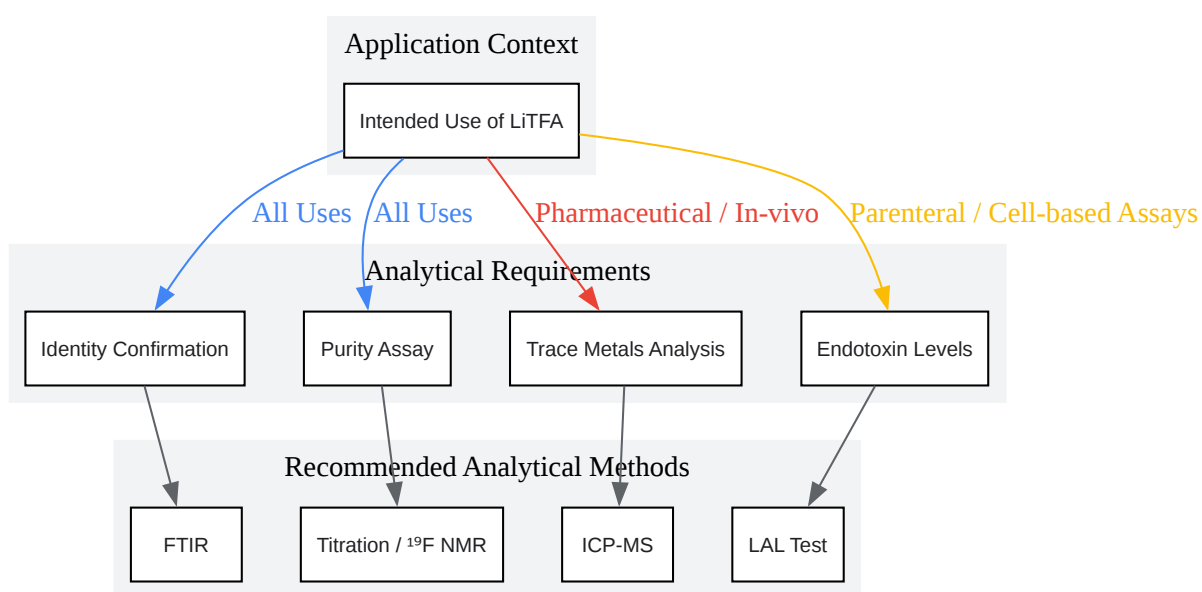 Application Context
Intended Use of LiTFA
All Uses
All Uses
Pharmaceutical / In-vivo
Parenteral / Cell-based Assays
Analytical Requirements
Identity Confirmation
Purity Assay
Trace Metals Analysis
Endotoxin Levels
Recommended Analytical Methods
FTIR
Titration / ¹⁹F NMR
ICP-MS
LAL Test